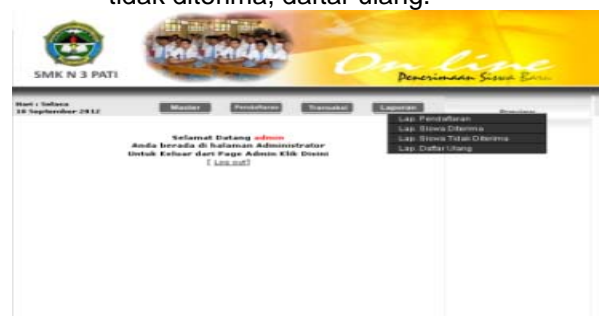 tidak diterima, daftar ulang.
SMK N 3 PATI
On line
Penerimaan Siswa Baru
Hari : Selasa
18 September 2012
Master
Pendaftaran
Transaksi
Laporan
Preview
Lap. Pendaftaran
Lap. Siswa Diterima
Lap. Siswa Tidak Diterima
Lap. Daftar Ulang
Selamat Datang admin
Anda berada di halaman Administrator
Untuk Keluar dari Page Admin Klik Disini
[ Log out]